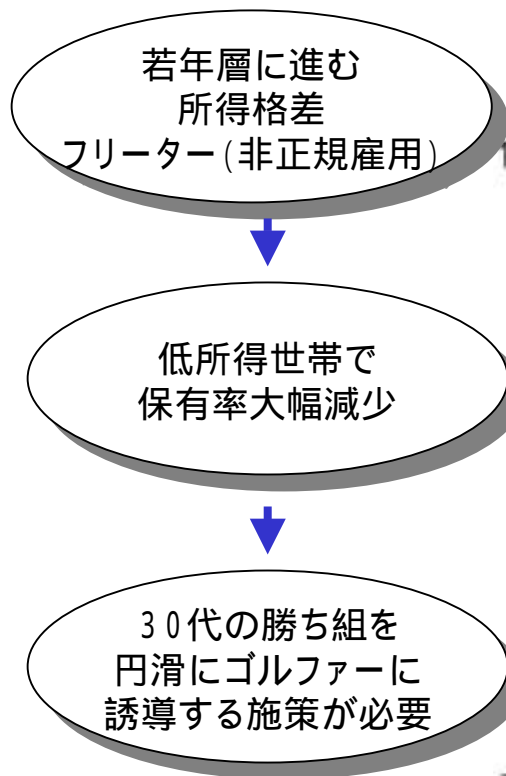 若年層に進む
所得格差
フリーター(非正規雇用)
低所得世帯で
保有率大幅減少
30代の勝ち組を
円滑にゴルファーに
誘導する施策が必要